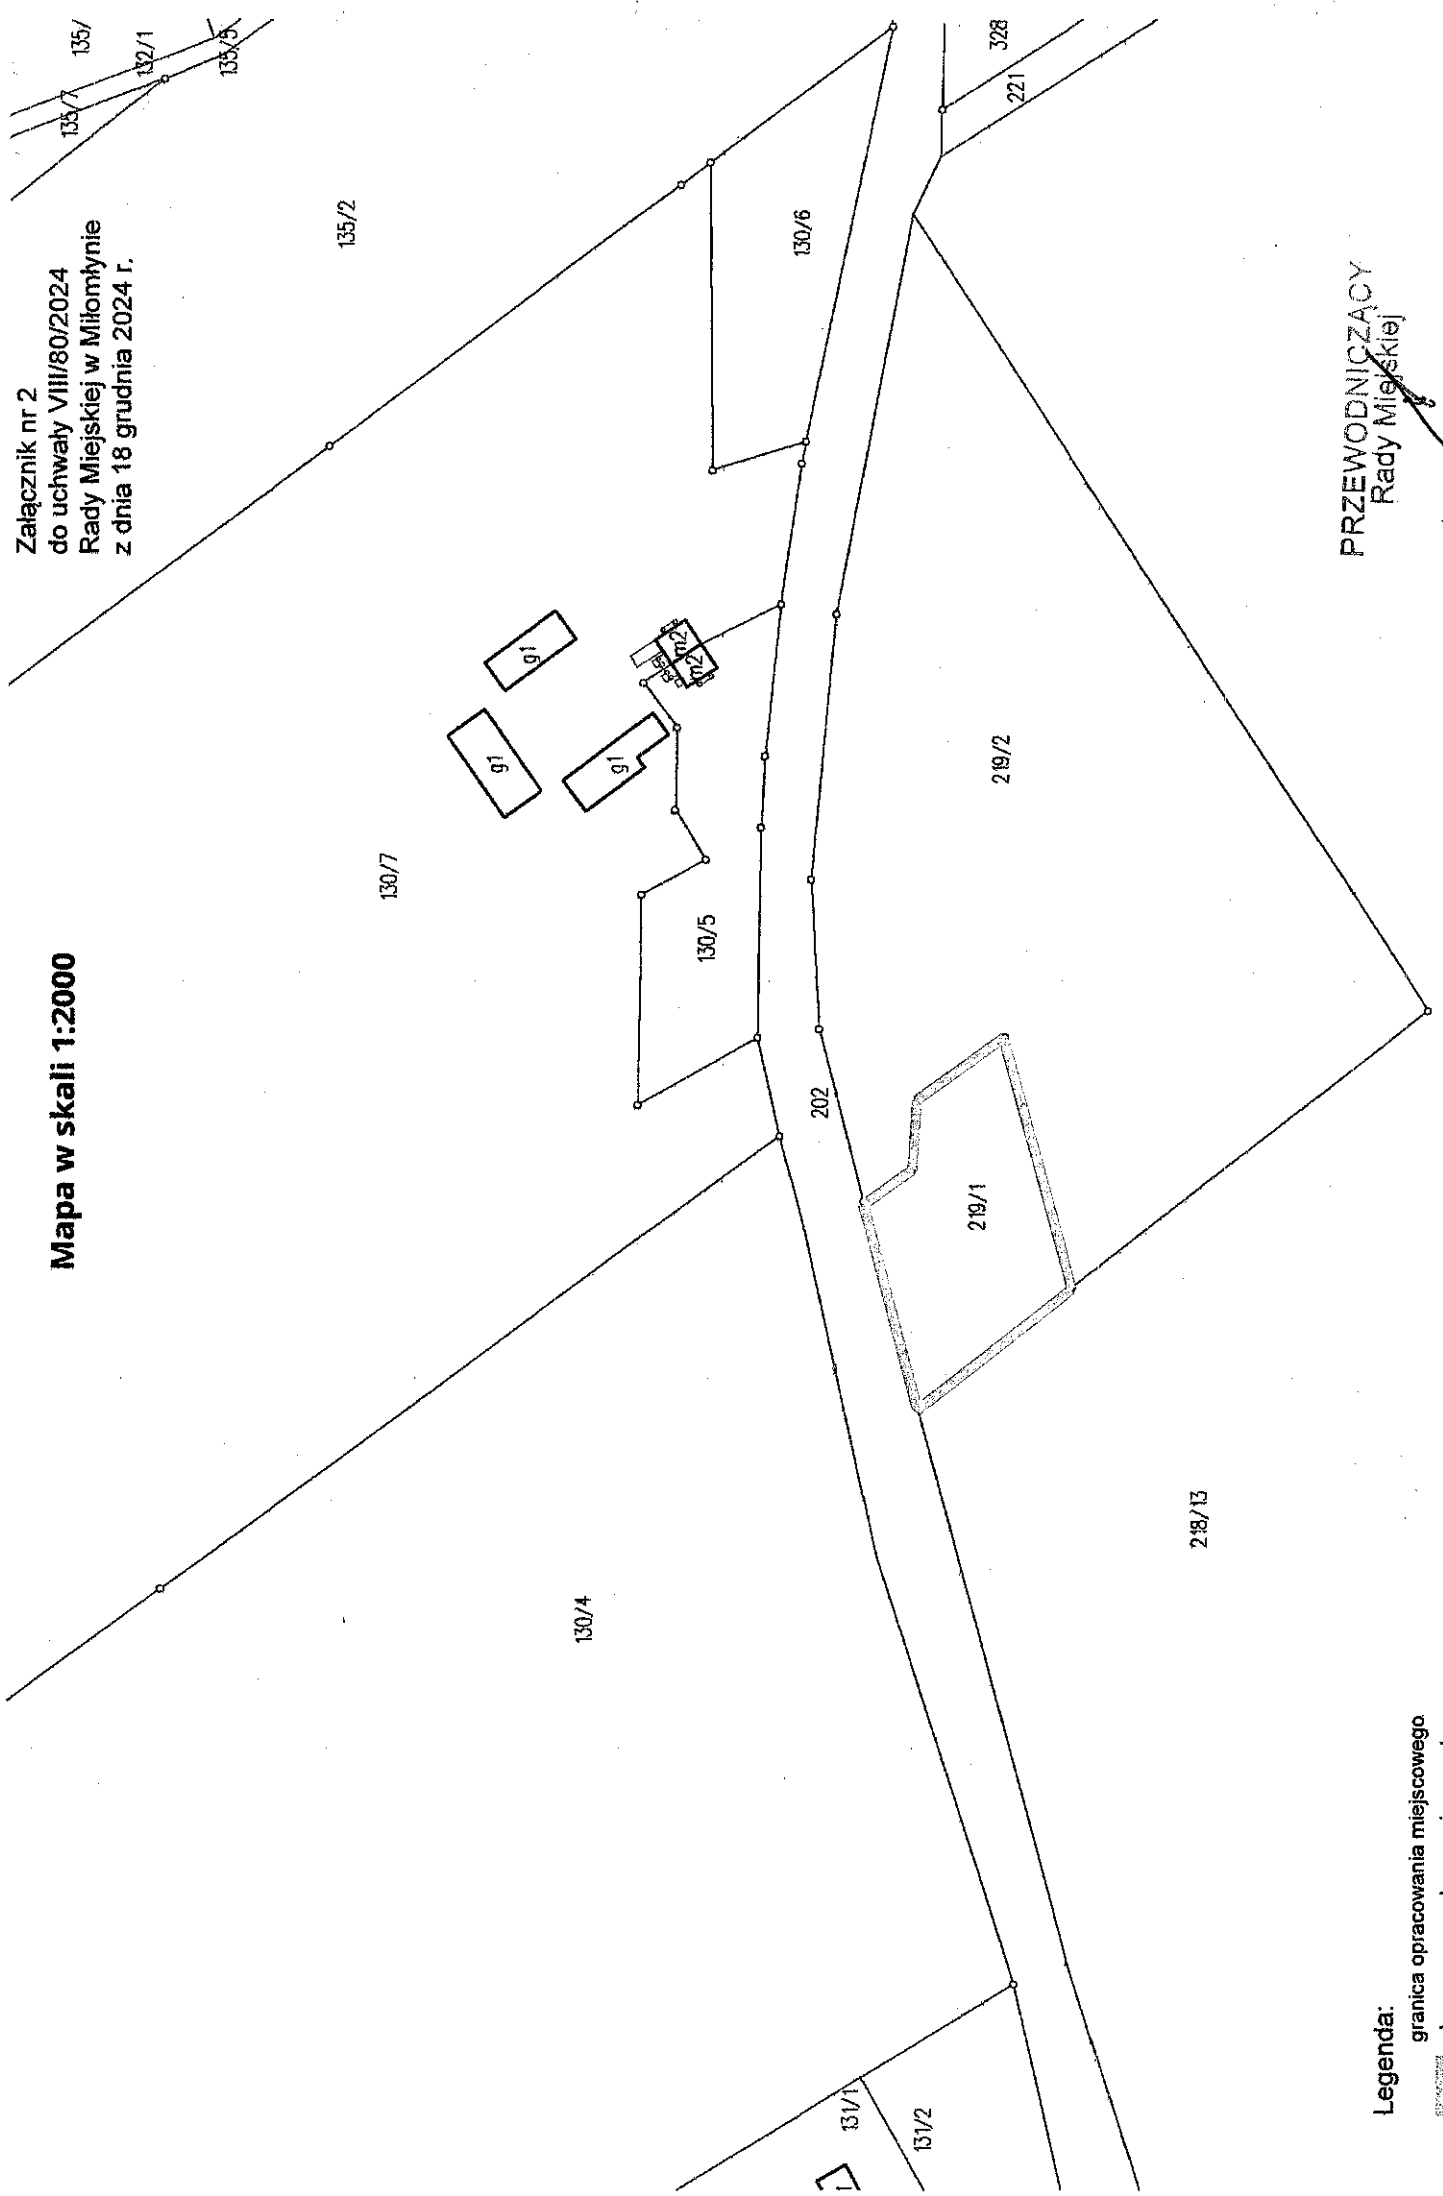 Załącznik nr 2
do uchwały VIII/80/2024
Rady Miejskiej w Miłomłynie
z dnia 18 grudnia 2024 r.
Mapa w skali 1:2000
135/
132/1
135/7
135/5
135/2
328
221
130/6
g1
g1
g1
m2
m2
130/7
130/5
219/2
202
219/1
130/4
218/13
131/1
131/2
PRZEWODNICZĄCY
Rady Miejskiej
Legenda:
granica opracowania miejscowego